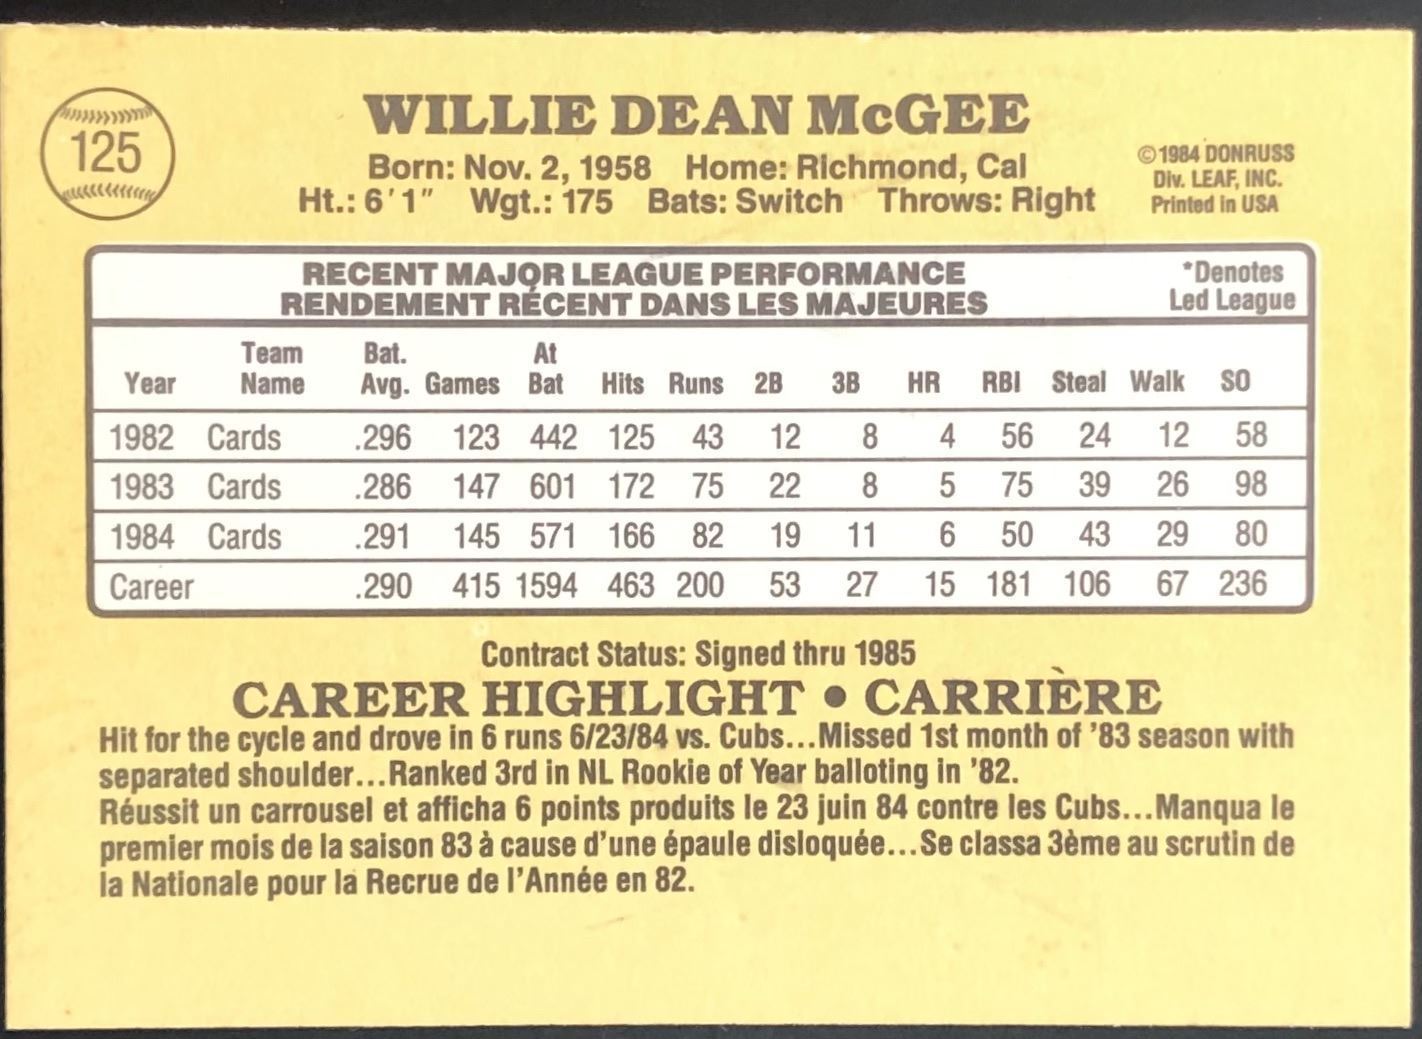 125
WILLIE DEAN McGEE
Born: Nov. 2, 1958 Home: Richmond, Cal
Ht.: 6'1" Wgt.: 175 Bats: Switch Throws: Right
©1984 DONRUSS
Div. LEAF, INC.
Printed in USA
RECENT MAJOR LEAGUE PERFORMANCE
RENDEMENT RÉCENT DANS LES MAJEURES
*Denotes
Led League
Year Team Name Bat. Avg. Games At Bat Hits Runs 2B 3B HR RBI Steal Walk SO
1982 Cards .296 123 442 125 43 12 8 4 56 24 12 58
1983 Cards .286 147 601 172 75 22 8 5 75 39 26 98
1984 Cards .291 145 571 166 82 19 11 6 50 43 29 80
Career .290 415 1594 463 200 53 27 15 181 106 67 236
Contract Status: Signed thru 1985
CAREER HIGHLIGHT • CARRIÈRE
Hit for the cycle and drove in 6 runs 6/23/84 vs. Cubs...Missed 1st month of '83 season with
separated shoulder...Ranked 3rd in NL Rookie of Year balloting in '82.
Réussit un carrousel et afficha 6 points produits le 23 juin 84 contre les Cubs...Manqua le
premier mois de la saison 83 à cause d'une épaule disloquée...Se classa 3ème au scrutin de
la Nationale pour la Recrue de l'Année en 82.